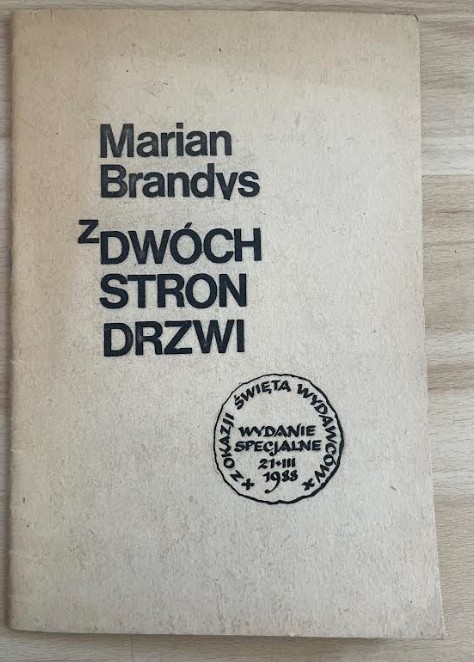 Marian
Brandys
z DWÓCH
STRON
DRZWI
+ Z OKAZJI ŚWIĘTA WYDAWCÓW +
WYDANIE
SPECJALNE
21•III
1988